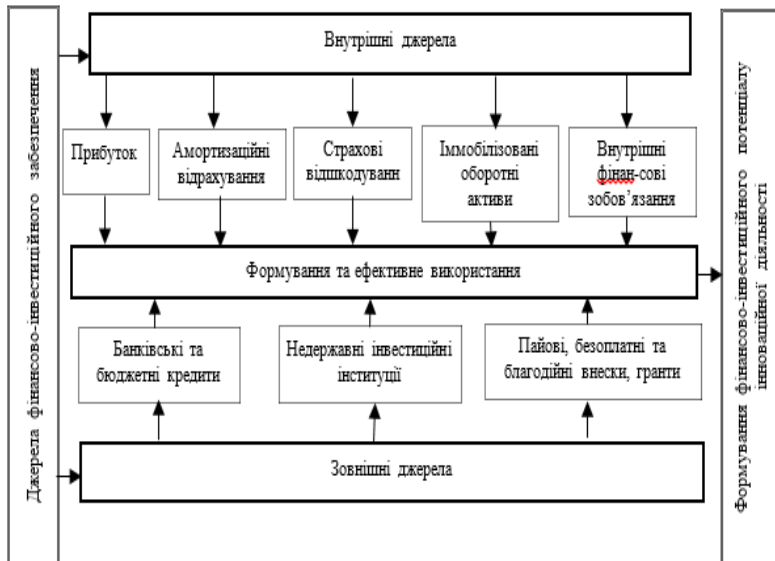 Джерела фінансово-інвестиційного забезпечення
Внутрішні джерела
Прибуток
Амортизаційні
відрахування
Страхові
відшкодуванн
Іммобілізовані
оборотні
активи
Внутрішні
фінан-сові
зобов’язання
Формування та ефективне використання
Банківські та
бюджетні кредити
Недержавні інвестиційні
інституції
Пайові, безоплатні та
благодійні внески, гранти
Зовнішні джерела
Формування фінансово-інвестиційного потенціалу
інноваційної діяльності